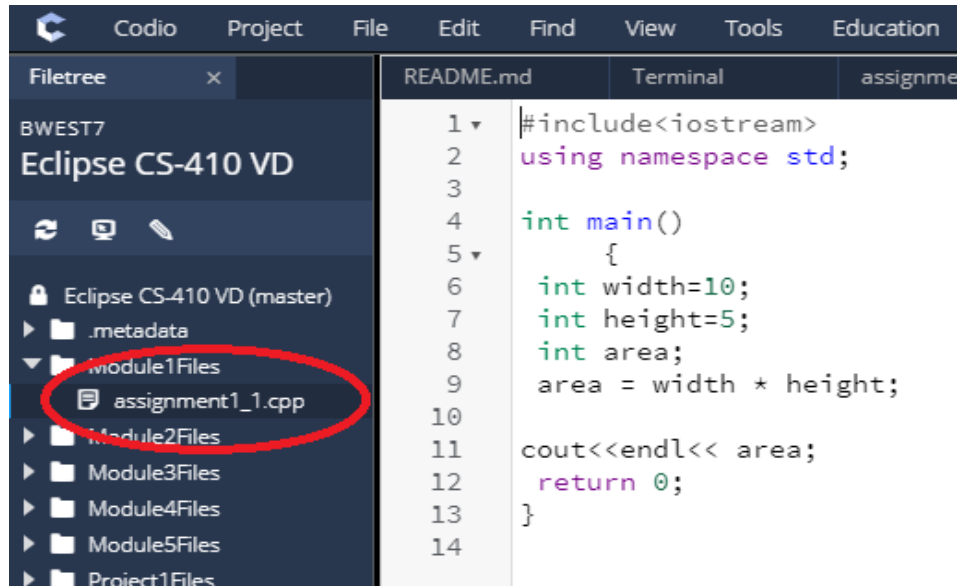 Codio Project File Edit Find View Tools Education
Filetree × README.md Terminal assignme
BWEST7
Eclipse CS-410 VD
Eclipse CS-410 VD (master)
.metadata
Module1Files
assignment1_1.cpp
Module2Files
Module3Files
Module4Files
Module5Files
Project1Files
1 #include<iostream>
2 using namespace std;
3
4 int main()
5 {
6 int width=10;
7 int height=5;
8 int area;
9 area = width * height;
10
11 cout<<endl<< area;
12 return 0;
13 }
14